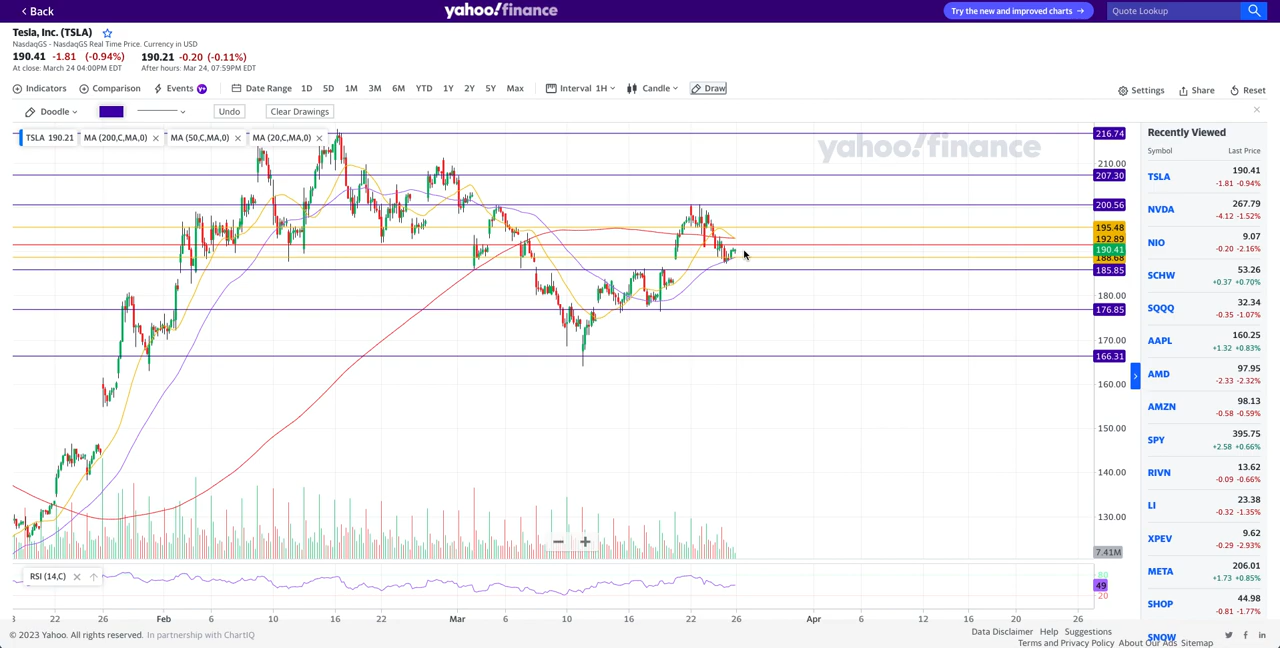 Back
yahoo!finance
Try the new and improved charts →
Quote Lookup
Tesla, Inc. (TSLA)
NasdaqGS - NasdaqGS Real Time Price. Currency in USD
190.41 -1.81 (-0.94%) 190.21 -0.20 (-0.11%)
At close: March 24 04:00PM EDT After hours: Mar 24, 07:59PM EDT
Indicators Comparison Events Y+ Date Range 1D 5D 1M 3M 6M YTD 1Y 2Y 5Y Max Interval 1H Candle Draw Settings Share Reset
Doodle Undo Clear Drawings
TSLA 190.21 MA (200,C,MA,0) MA (50,C,MA,0) MA (20,C,MA,0)
yahoo!finance
216.74
210.00
207.30
200.56
195.48
192.89
190.41
188.68
185.85
180.00
176.85
170.00
166.31
160.00
150.00
140.00
130.00
7.41M
RSI (14,C)
80
49
20
22 26 Feb 6 10 16 22 Mar 6 10 16 22 26 Apr 6 12 16 20 26
Recently Viewed
Symbol Last Price
TSLA 190.41
-1.81 -0.94%
NVDA 267.79
-4.12 -1.52%
NIO 9.07
-0.20 -2.16%
SCHW 53.26
+0.37 +0.70%
SQQQ 32.34
-0.35 -1.07%
AAPL 160.25
+1.32 +0.83%
AMD 97.95
-2.33 -2.32%
AMZN 98.13
-0.58 -0.59%
SPY 395.75
+2.58 +0.66%
RIVN 13.62
-0.09 -0.66%
LI 23.38
-0.32 -1.35%
XPEV 9.62
-0.29 -2.93%
META 206.01
+1.73 +0.85%
SHOP 44.98
-0.81 -1.77%
SNOW
© 2023 Yahoo. All rights reserved. In partnership with ChartIQ
Data Disclaimer Help Suggestions
Terms and Privacy Policy About Our Ads Sitemap